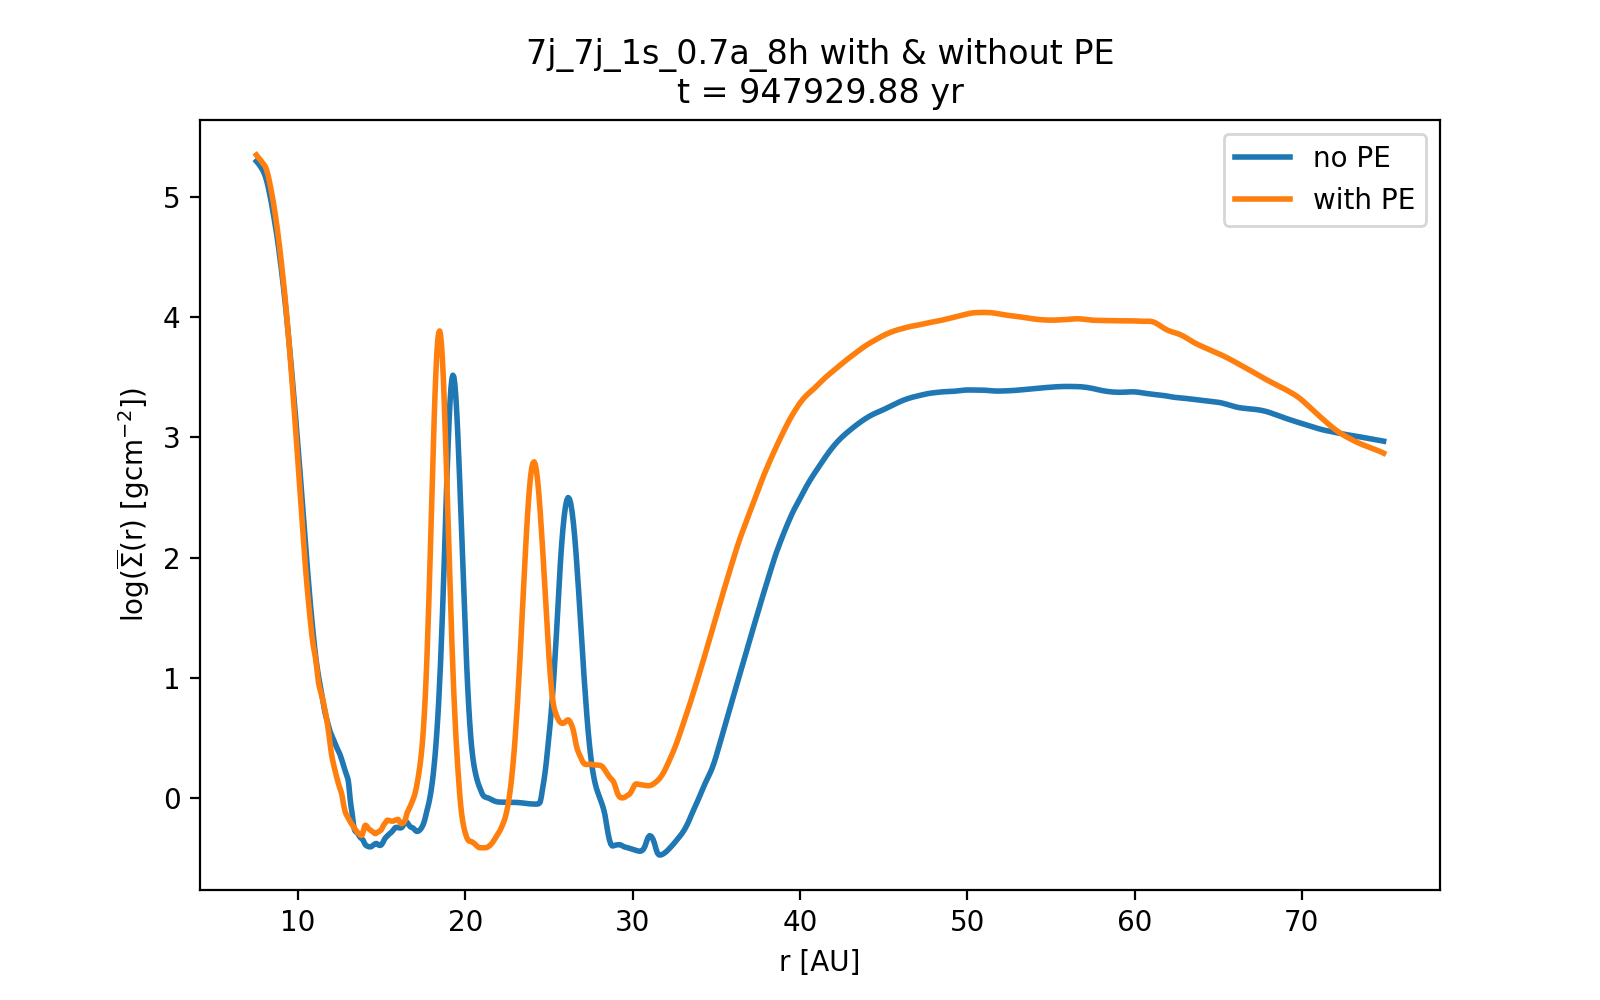 7j_7j_1s_0.7a_8h with & without PE
t = 947929.88 yr
no PE
with PE
5
4
3
2
1
0
log(Σ̅(r) [gcm⁻²])
10 20 30 40 50 60 70
r [AU]